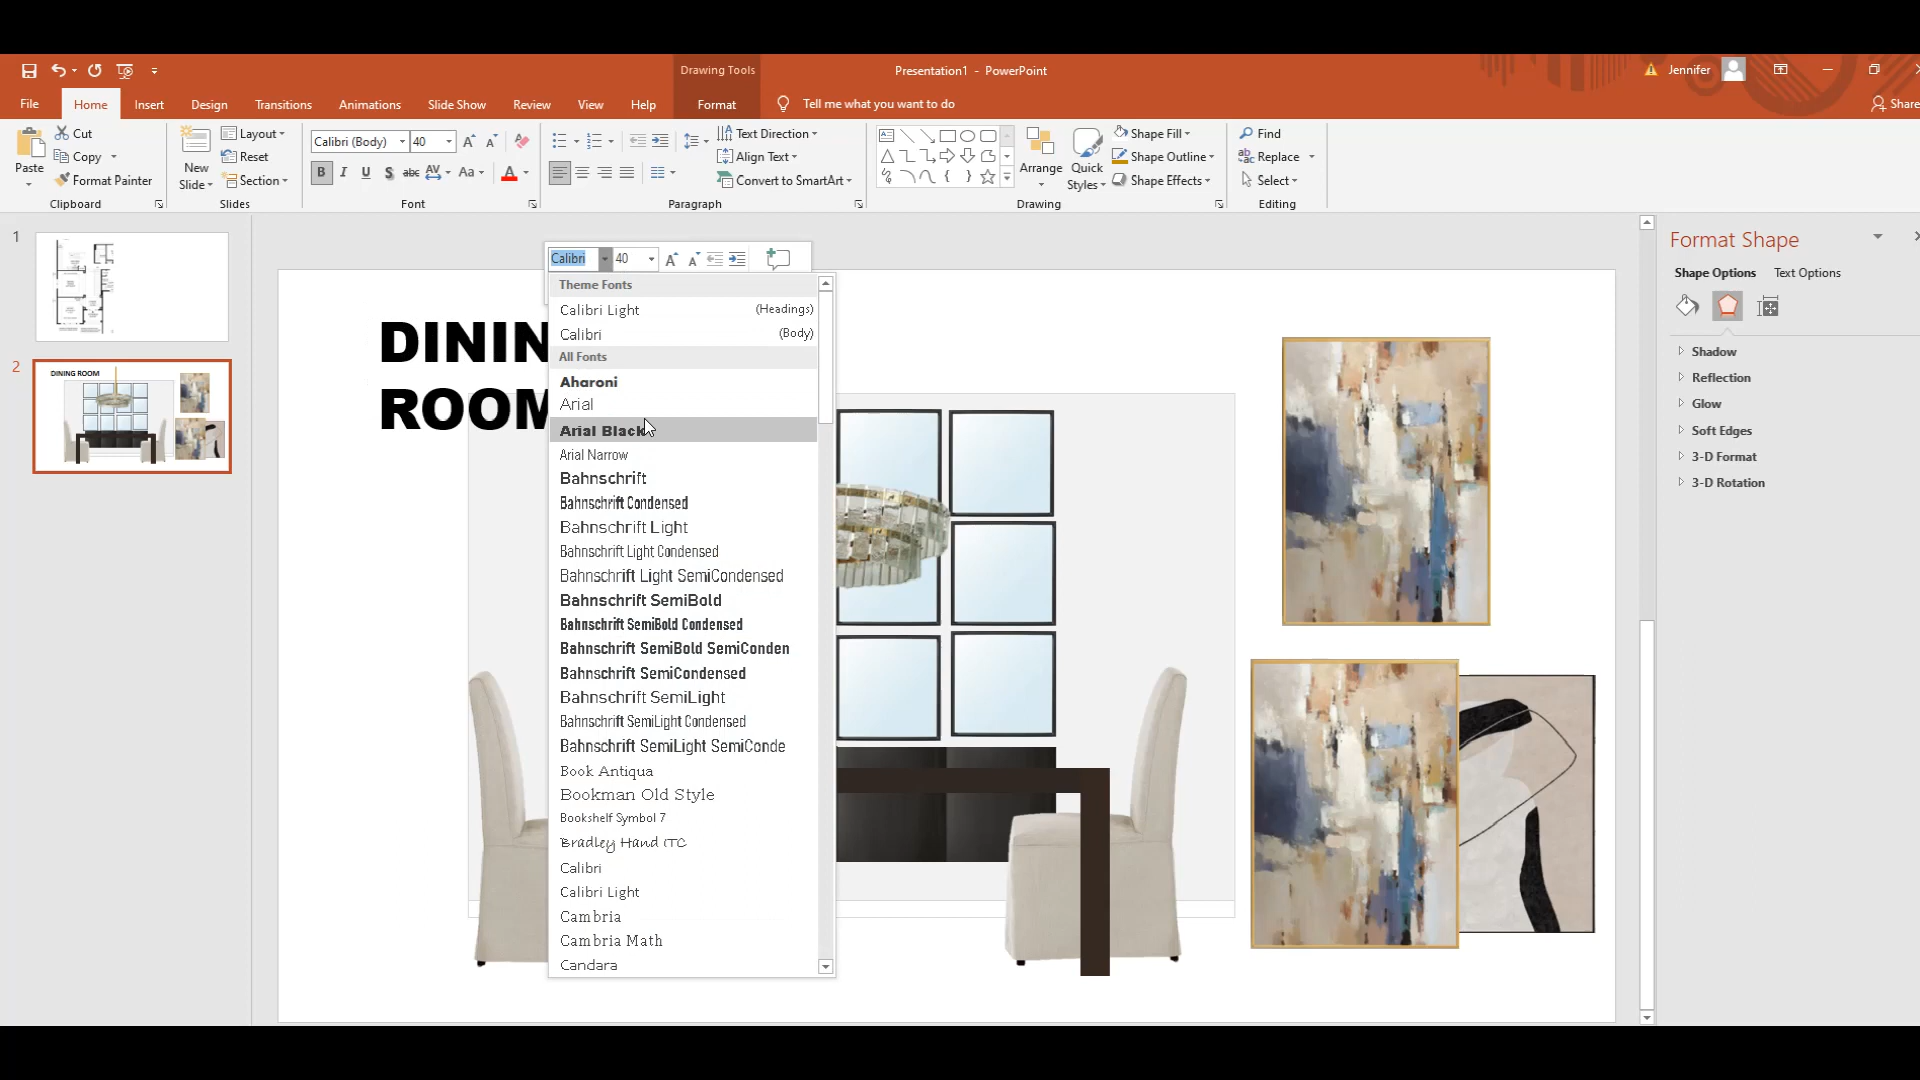 Drawing Tools
Presentation1 - PowerPoint
Jennifer
File
Home
Insert
Design
Transitions
Animations
Slide Show
Review
View
Help
Format
Tell me what you want to do
Share
Paste
Cut
Copy
Format Painter
Clipboard
New
Slide
Layout
Reset
Section
Slides
Calibri (Body)
40
B I U S abc AV Aa A
Font
Text Direction
Align Text
Convert to SmartArt
Paragraph
Arrange
Quick
Styles
Shape Fill
Shape Outline
Shape Effects
Drawing
Find
Replace
Select
Editing
1
2
DINING ROOM
Calibri
40
Theme Fonts
Calibri Light (Headings)
Calibri (Body)
All Fonts
Aharoni
Arial
Arial Black
Arial Narrow
Bahnschrift
Bahnschrift Condensed
Bahnschrift Light
Bahnschrift Light Condensed
Bahnschrift Light SemiCondensed
Bahnschrift SemiBold
Bahnschrift SemiBold Condensed
Bahnschrift SemiBold SemiConden
Bahnschrift SemiCondensed
Bahnschrift SemiLight
Bahnschrift SemiLight Condensed
Bahnschrift SemiLight SemiConde
Book Antiqua
Bookman Old Style
Bookshelf Symbol 7
Bradley Hand ITC
Calibri
Calibri Light
Cambria
Cambria Math
Candara
DININ
ROOM
Format Shape
Shape Options
Text Options
Shadow
Reflection
Glow
Soft Edges
3-D Format
3-D Rotation